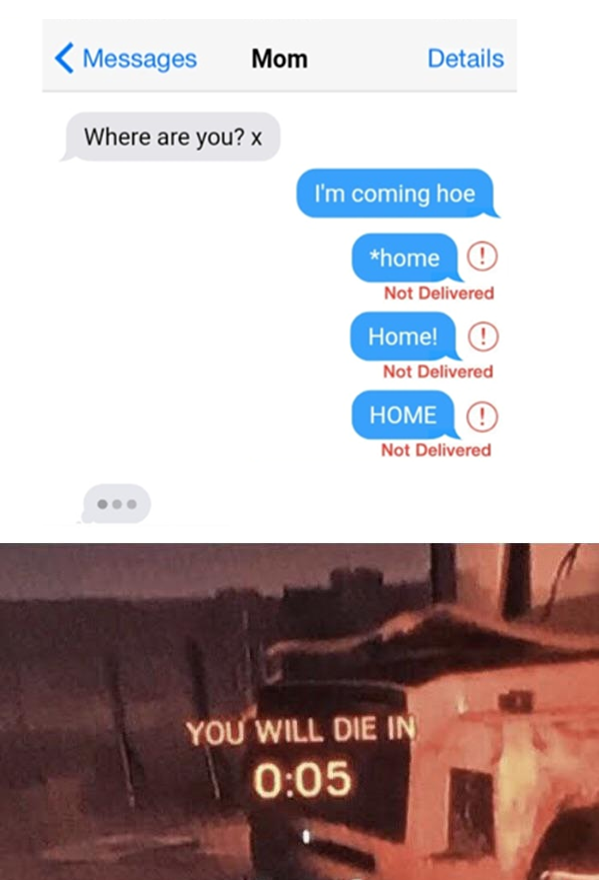 Messages Mom Details
Where are you? x
I'm coming hoe
*home
Not Delivered
Home!
Not Delivered
HOME
Not Delivered
YOU WILL DIE IN
0:05